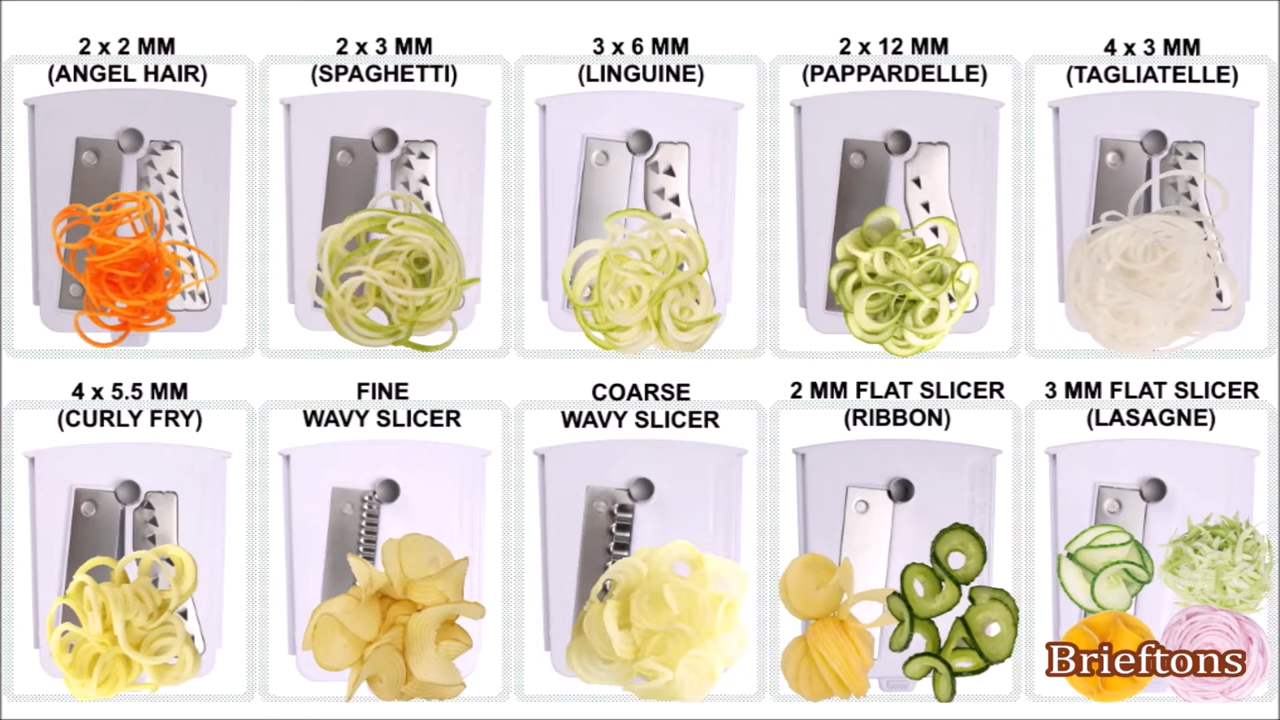 2 x 2 MM
(ANGEL HAIR)
2 x 3 MM
(SPAGHETTI)
3 x 6 MM
(LINGUINE)
2 x 12 MM
(PAPPARDELLE)
4 x 3 MM
(TAGLIATELLE)
4 x 5.5 MM
(CURLY FRY)
FINE
WAVY SLICER
COARSE
WAVY SLICER
2 MM FLAT SLICER
(RIBBON)
3 MM FLAT SLICER
(LASAGNE)
Brieftons